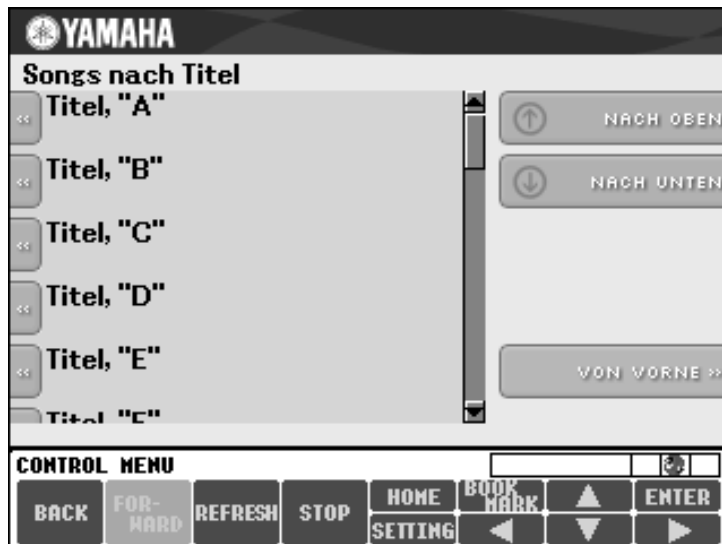 YAMAHA
Songs nach Titel
« Titel, "A"
« Titel, "B"
« Titel, "C"
« Titel, "D"
« Titel, "E"
Titel, "F"
NACH OBEN
NACH UNTEN
VON VORNE »
CONTROL MENU
BACK
FOR-
WARD
REFRESH
STOP
HOME
SETTING
BOOK
MARK
ENTER